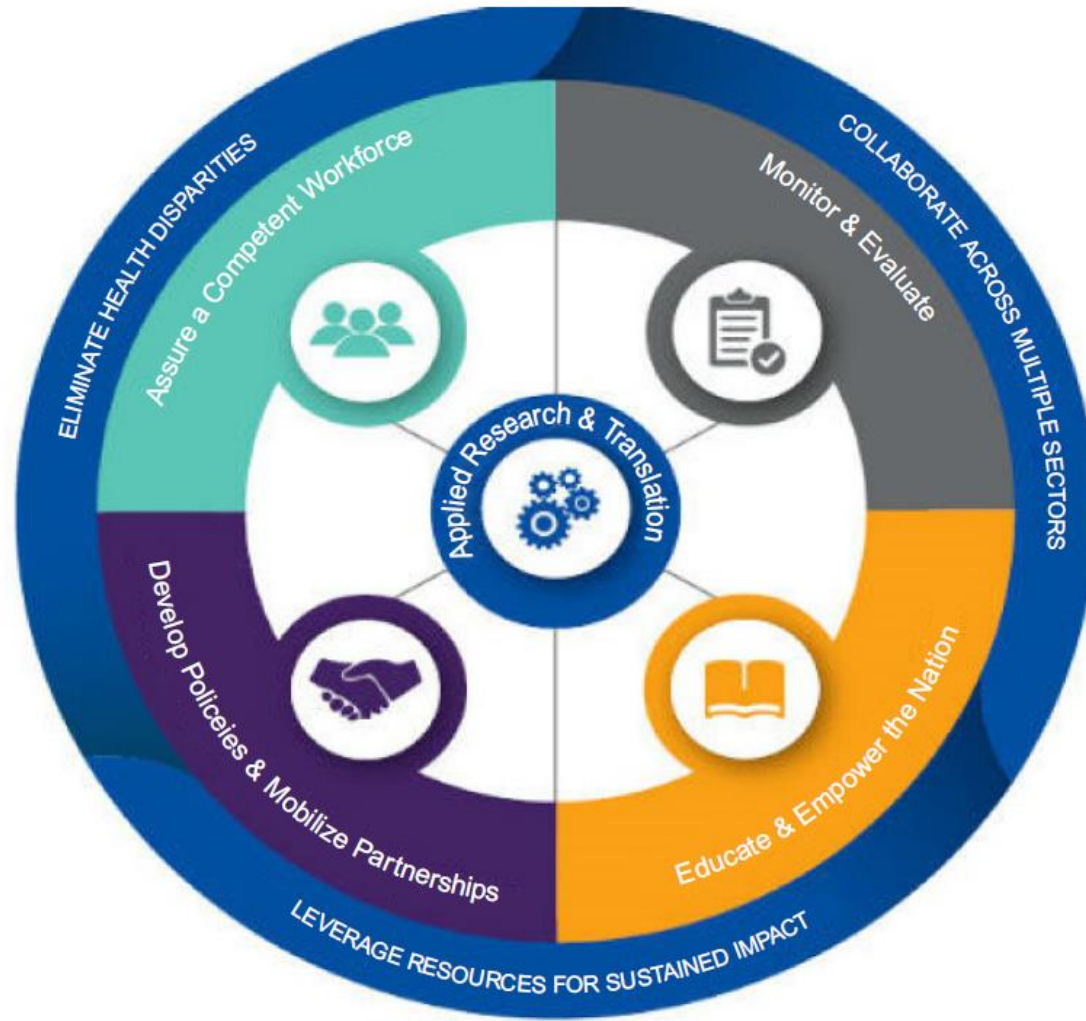 ELIMINATE HEALTH DISPARITIES
COLLABORATE ACROSS MULTIPLE SECTORS
LEVERAGE RESOURCES FOR SUSTAINED IMPACT
Assure a Competent Workforce
Monitor & Evaluate
Applied Research & Translation
Develop Policeies & Mobilize Partnerships
Educate & Empower the Nation